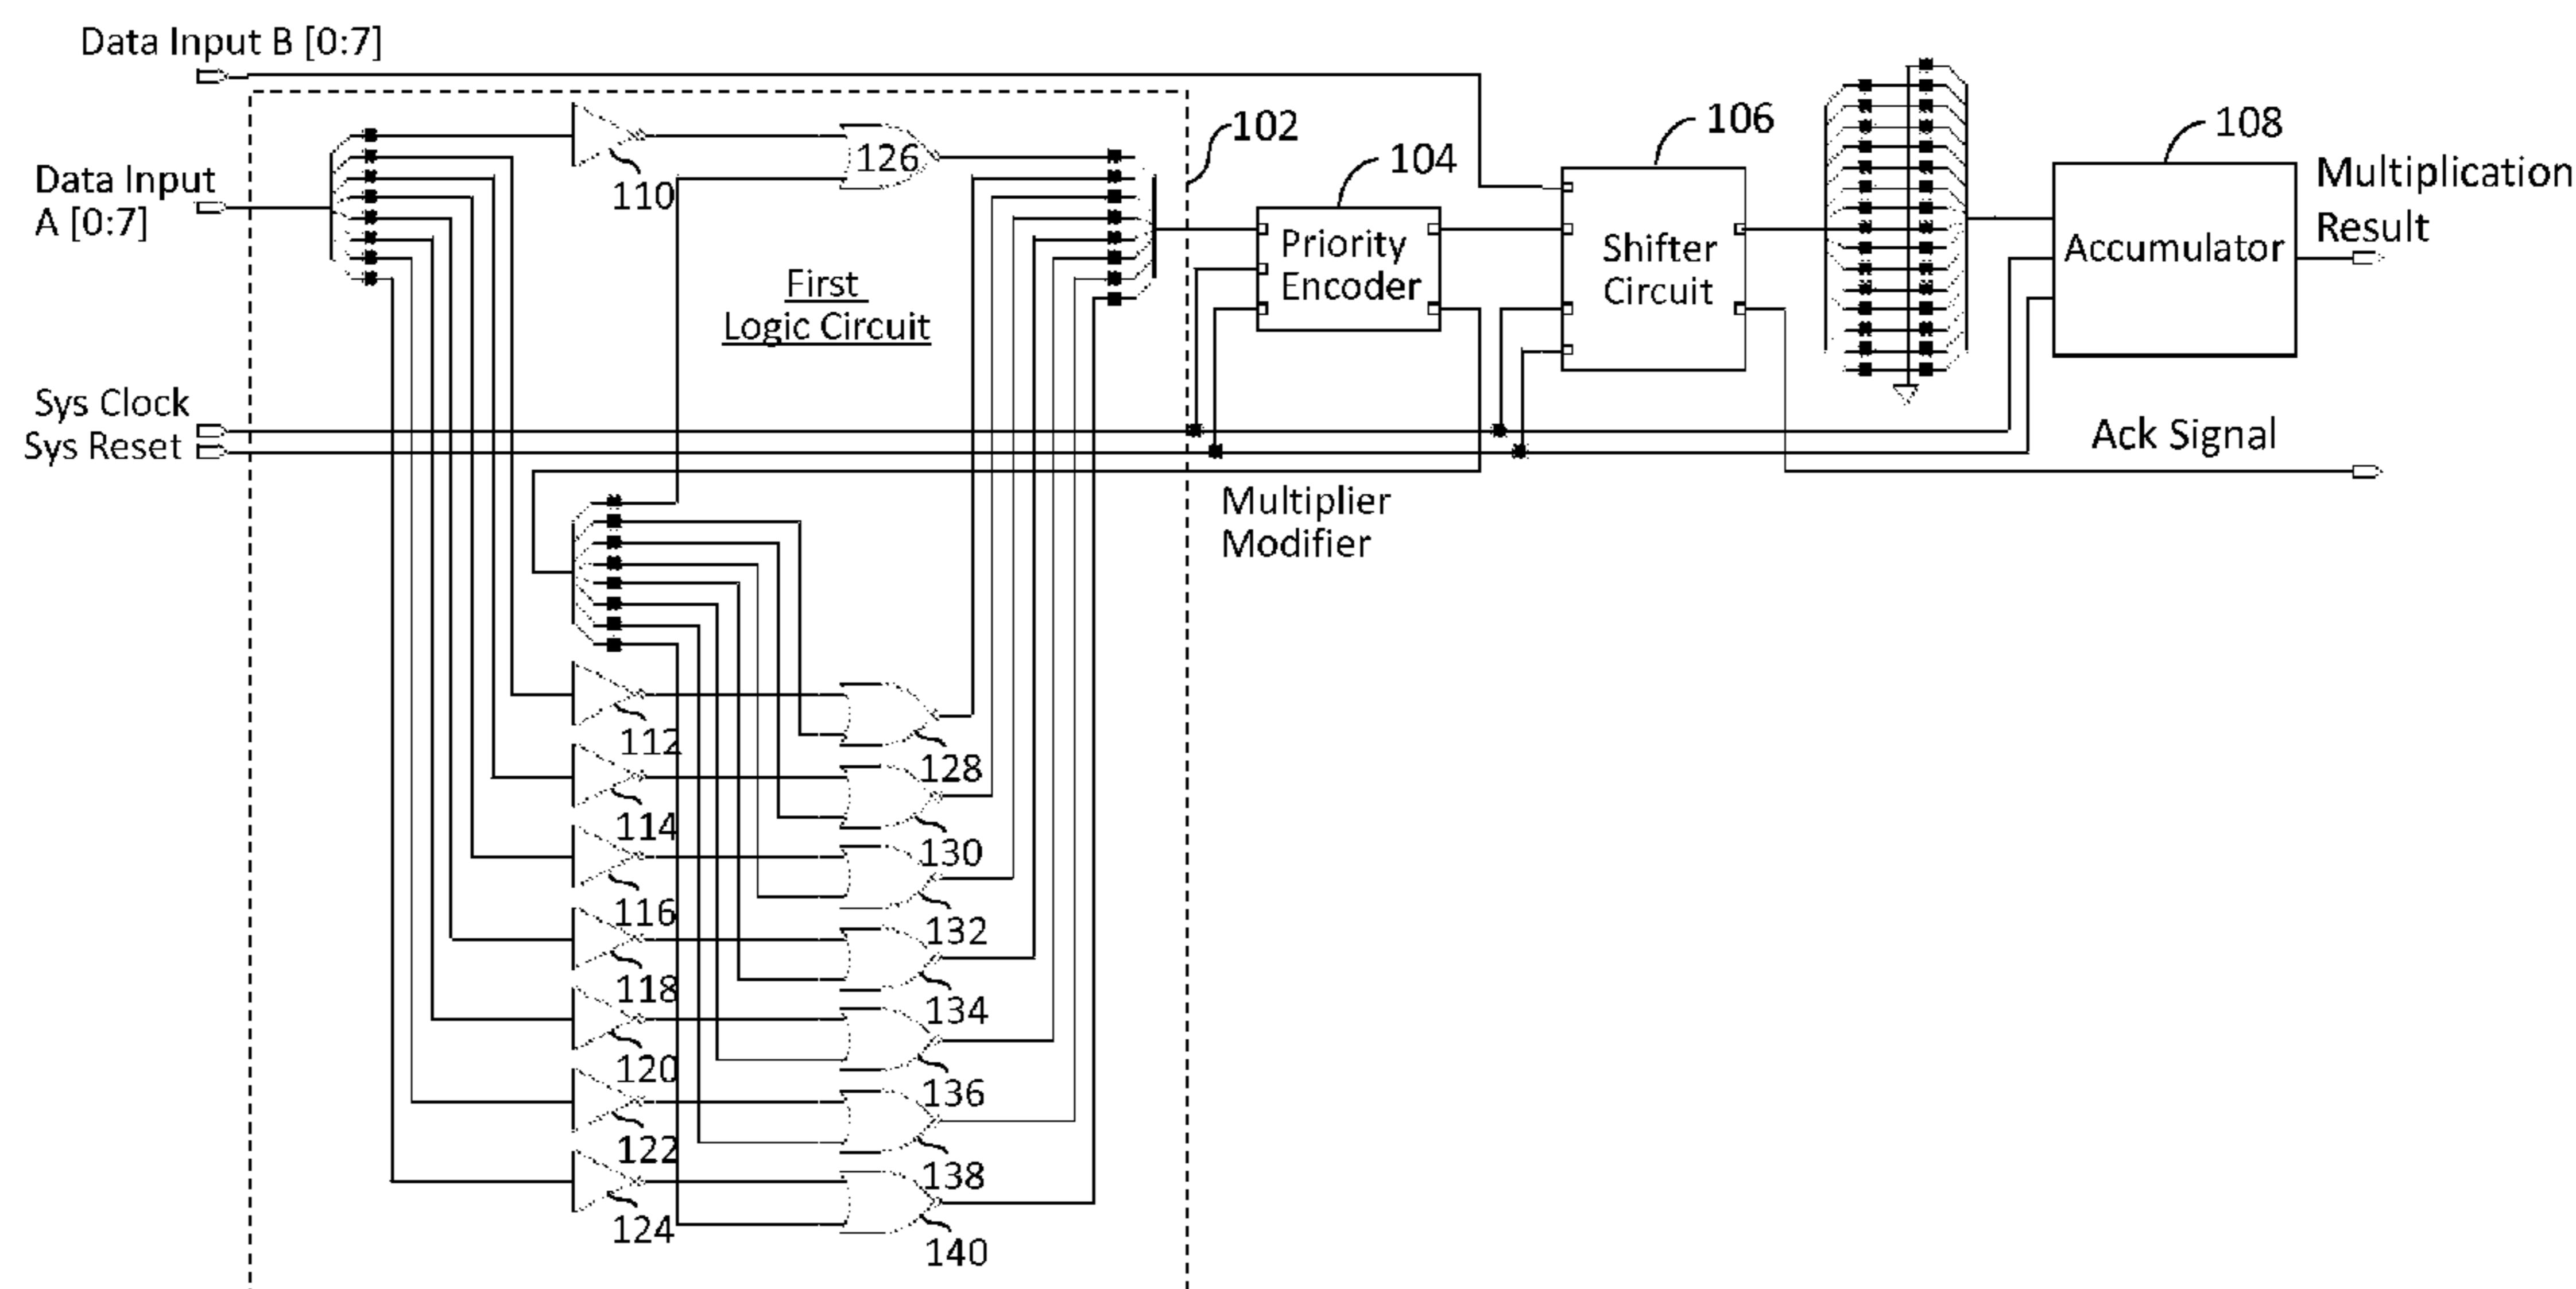 Data Input B [0:7]
102
106
108
126
104
Data Input
A [0:7]
110
Multiplication
Result
Priority
Encoder
Shifter
Circuit
Accumulator
First
Logic Circuit
Sys Clock
Sys Reset
Ack Signal
Multiplier
Modifier
112
128
114
130
116
132
118
134
120
136
122
138
124
140